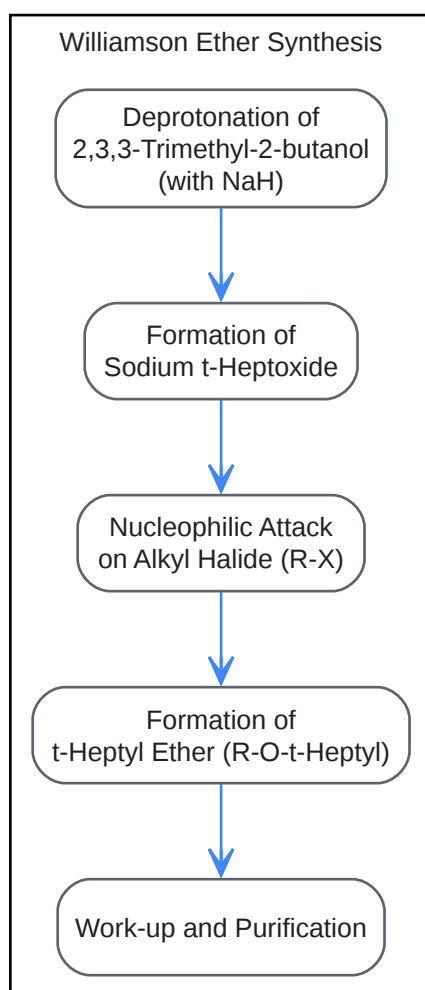 Williamson Ether Synthesis
Deprotonation of
2,3,3-Trimethyl-2-butanol
(with NaH)
Formation of
Sodium t-Heptoxide
Nucleophilic Attack
on Alkyl Halide (R-X)
Formation of
t-Heptyl Ether (R-O-t-Heptyl)
Work-up and Purification